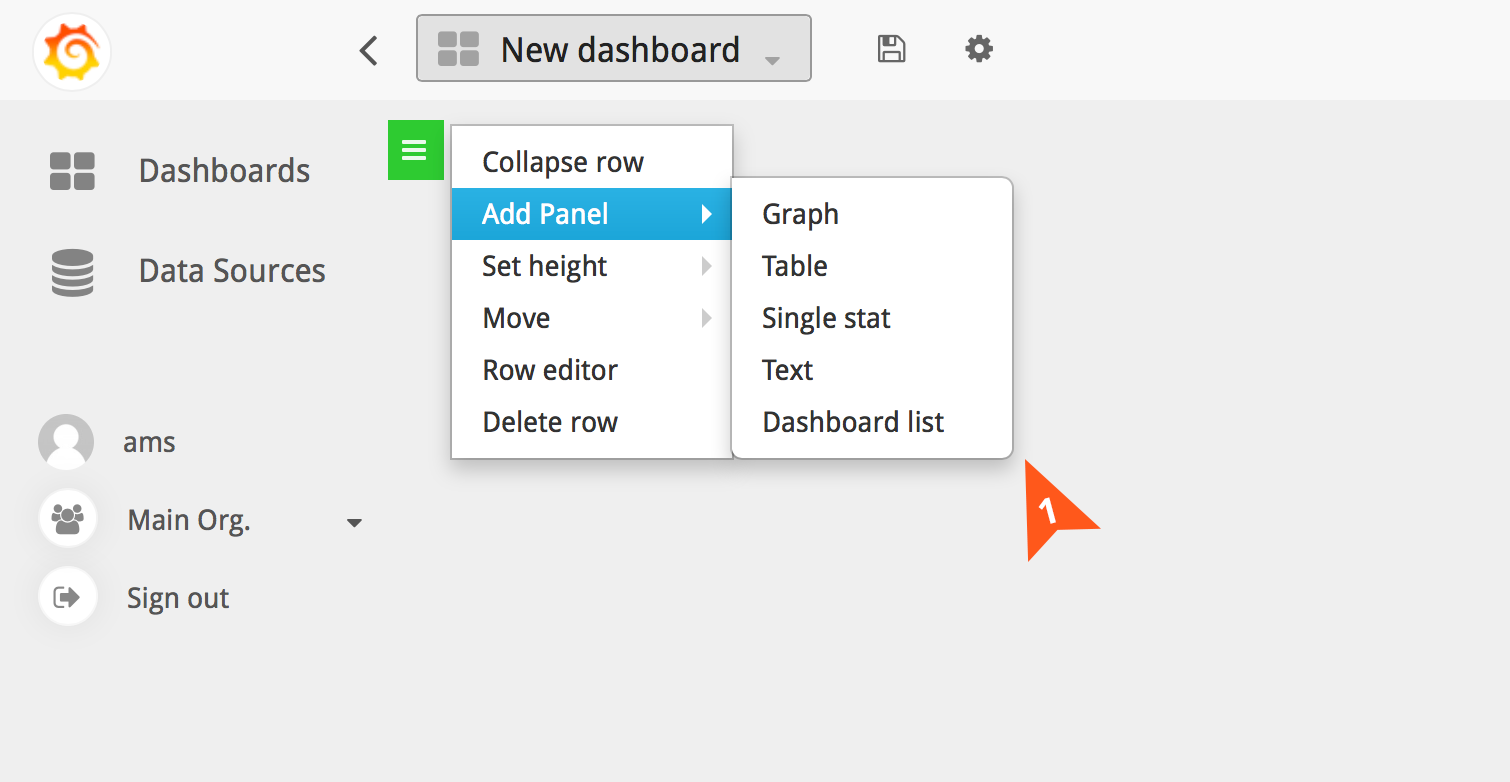 New dashboard
Dashboards
Data Sources
ams
Main Org.
Sign out
Collapse row
Add Panel
Set height
Move
Row editor
Delete row
Graph
Table
Single stat
Text
Dashboard list
1